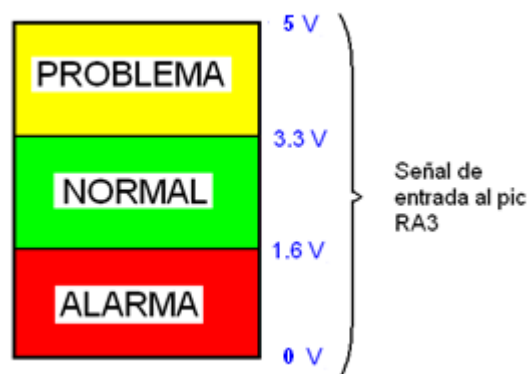 5 V
PROBLEMA
3.3 V
NORMAL
Señal de
entrada al pic
RA3
1.6 V
ALARMA
0 V